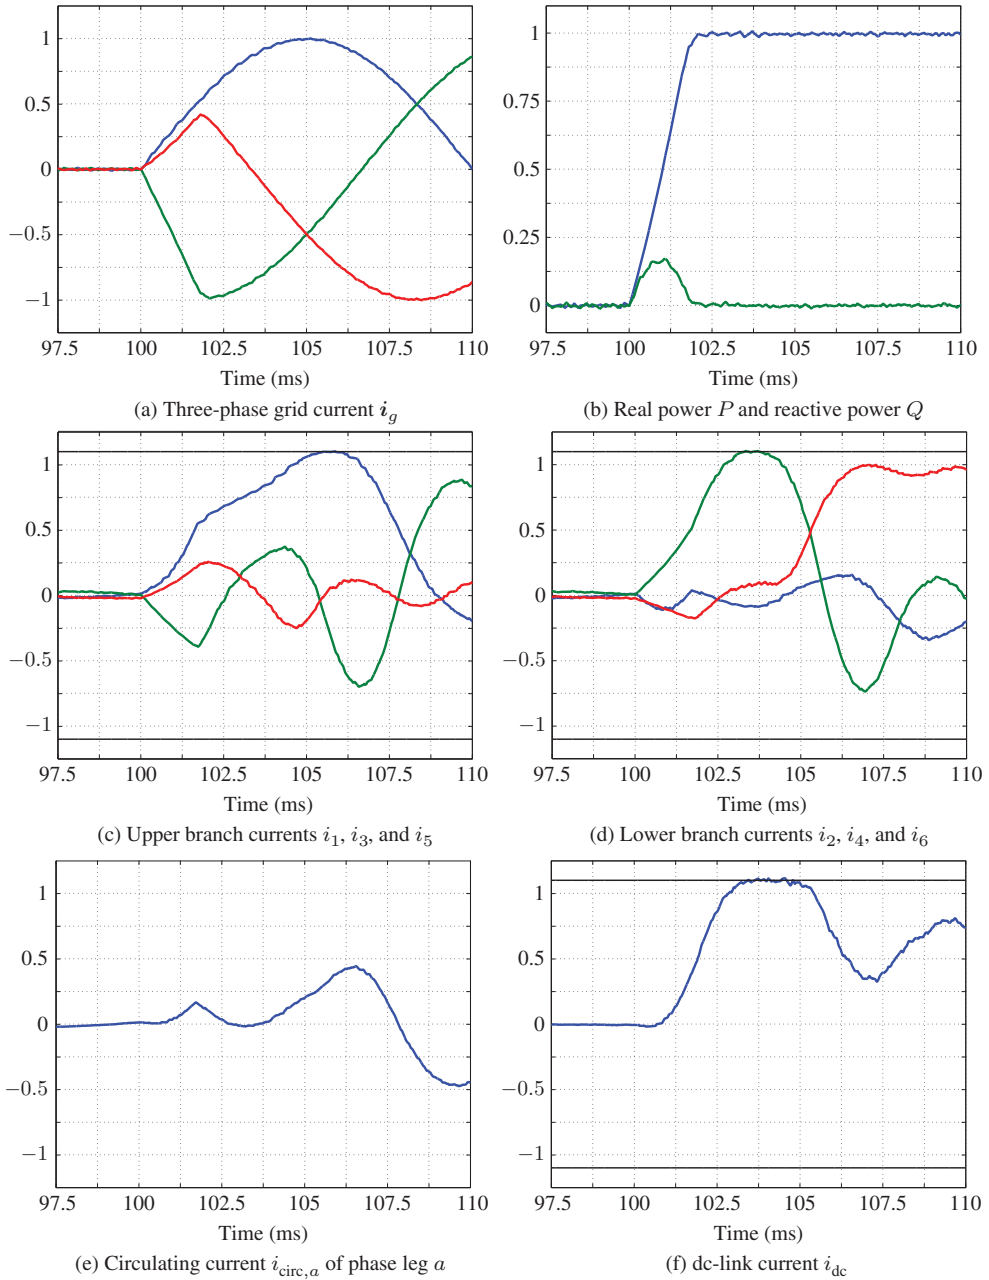 1
0.5
0
−0.5
−1
97.5 100 102.5 105 107.5 110
Time (ms)
(a) Three-phase grid current i_g
1
0.75
0.5
0.25
0
97.5 100 102.5 105 107.5 110
Time (ms)
(b) Real power P and reactive power Q
1
0.5
0
−0.5
−1
97.5 100 102.5 105 107.5 110
Time (ms)
(c) Upper branch currents i_1, i_3, and i_5
1
0.5
0
−0.5
−1
97.5 100 102.5 105 107.5 110
Time (ms)
(d) Lower branch currents i_2, i_4, and i_6
1
0.5
0
−0.5
−1
97.5 100 102.5 105 107.5 110
Time (ms)
(e) Circulating current i_circ,a of phase leg a
1
0.5
0
−0.5
−1
97.5 100 102.5 105 107.5 110
Time (ms)
(f) dc-link current i_dc